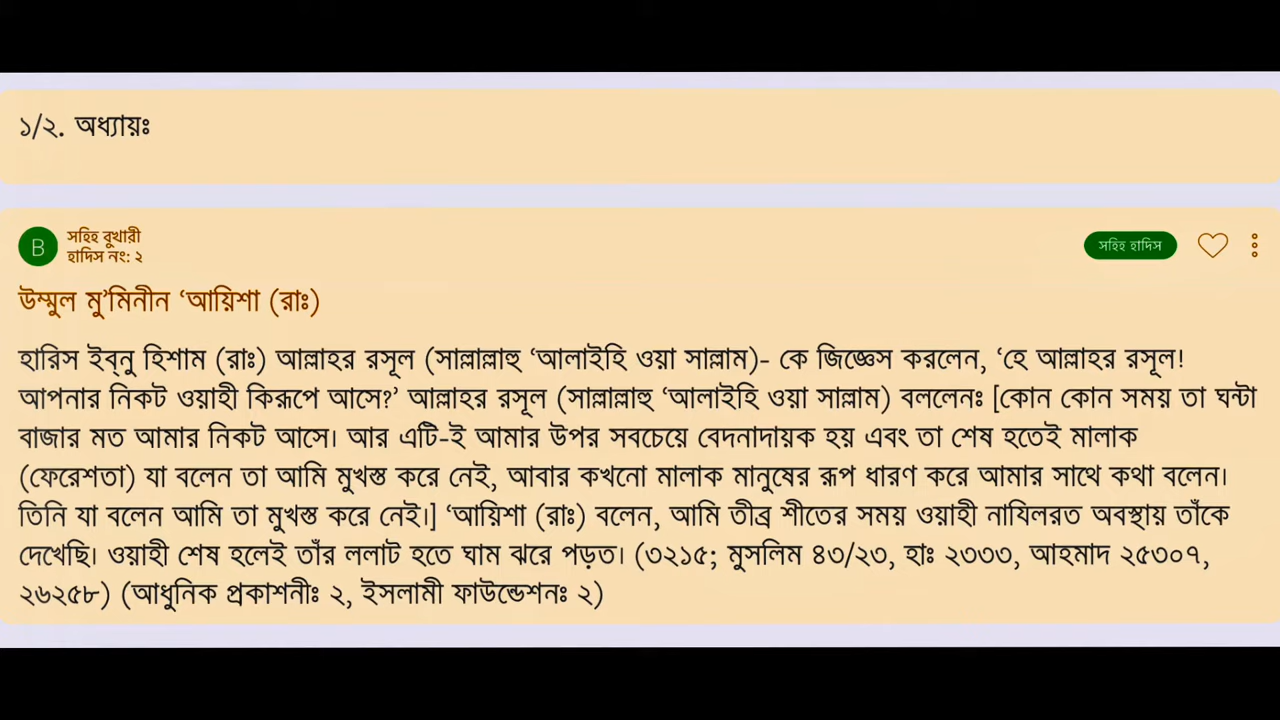 ১/২. অধ্যায়ঃ
B
সহিহ বুখারী
হাদিস নং: ২
সহিহ হাদিস
উম্মুল মু’মিনীন ‘আয়িশা (রাঃ)
হারিস ইব্‌নু হিশাম (রাঃ) আল্লাহর রসূল (সাল্লাল্লাহু ‘আলাইহি ওয়া সাল্লাম)- কে জিজ্ঞেস করলেন, ‘হে আল্লাহর রসূল!
আপনার নিকট ওয়াহী কিরূপে আসে?’ আল্লাহর রসূল (সাল্লাল্লাহু ‘আলাইহি ওয়া সাল্লাম) বললেনঃ [কোন কোন সময় তা ঘন্টা
বাজার মত আমার নিকট আসে। আর এটি-ই আমার উপর সবচেয়ে বেদনাদায়ক হয় এবং তা শেষ হতেই মালাক
(ফেরেশতা) যা বলেন তা আমি মুখস্ত করে নেই, আবার কখনো মালাক মানুষের রূপ ধারণ করে আমার সাথে কথা বলেন।
তিনি যা বলেন আমি তা মুখস্ত করে নেই।] ‘আয়িশা (রাঃ) বলেন, আমি তীব্র শীতের সময় ওয়াহী নাযিলরত অবস্থায় তাঁকে
দেখেছি। ওয়াহী শেষ হলেই তাঁর ললাট হতে ঘাম ঝরে পড়ত। (৩২১৫; মুসলিম ৪৩/২৩, হাঃ ২৩৩৩, আহমাদ ২৫৩০৭,
২৬২৫৮) (আধুনিক প্রকাশনীঃ ২, ইসলামী ফাউন্ডেশনঃ ২)